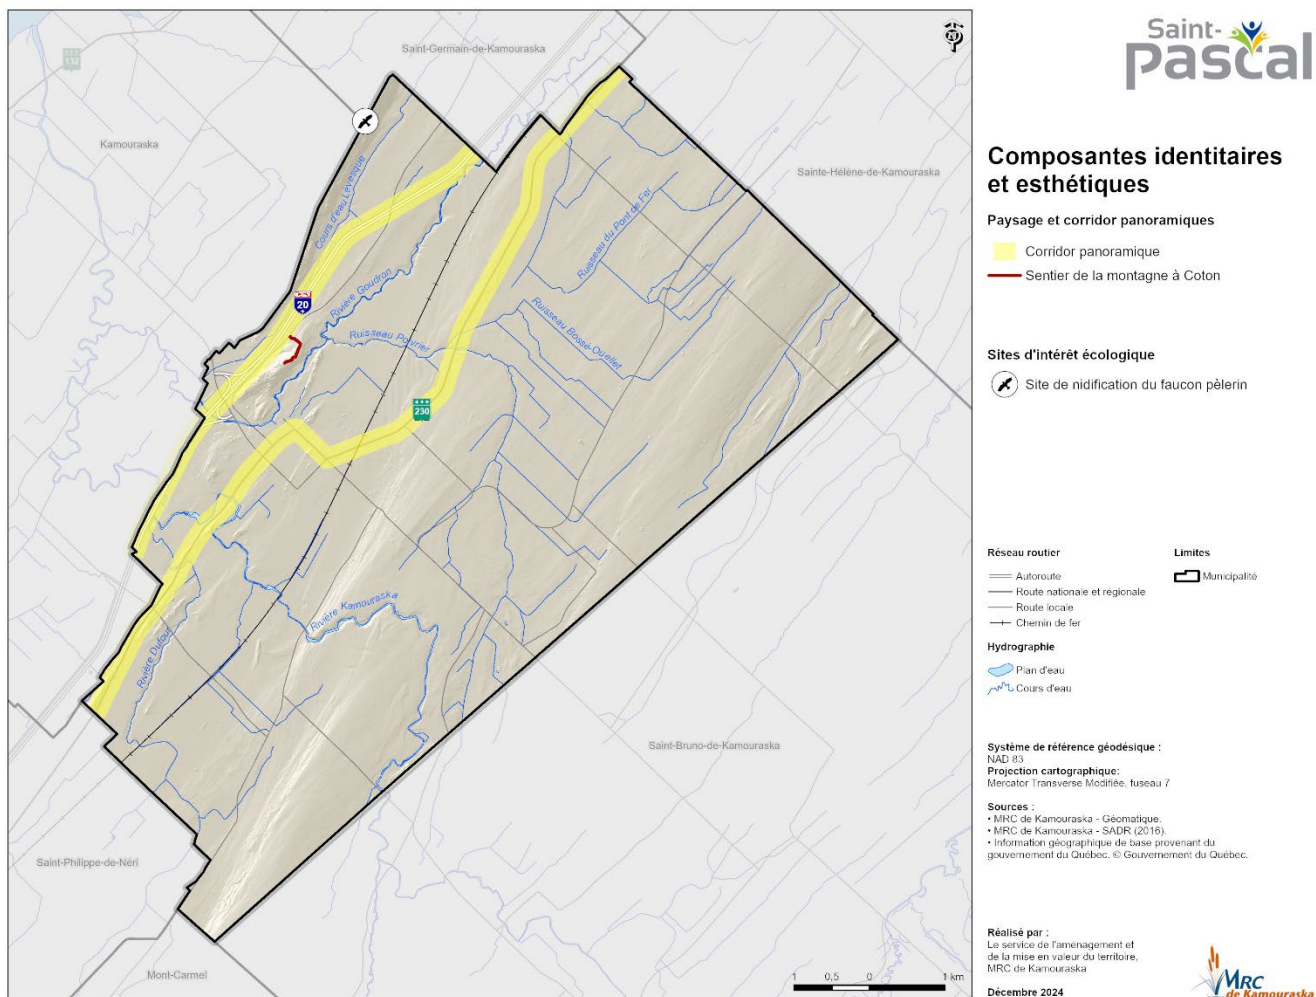 Saint-Germain-de-Kamouraska
132
Kamouraska
Sainte-Hélène-de-Kamouraska
Cours d'eau Lévesque
Ruisseau du Pont de Fer
20
Rivière Goudron
Ruisseau Poivrier
Ruisseau Bossé-Ouellet
230
Rivière Kamouraska
Rivière Dufour
Saint-Bruno-de-Kamouraska
Saint-Philippe-de-Néri
Mont-Carmel
1 0,5 0 1 km
Saint-
Pascal
Composantes identitaires
et esthétiques
Paysage et corridor panoramiques
Corridor panoramique
Sentier de la montagne à Coton
Sites d'intérêt écologique
Site de nidification du faucon pèlerin
Réseau routier
Autoroute
Route nationale et régionale
Route locale
Chemin de fer
Limites
Municipalité
Hydrographie
Plan d'eau
Cours d'eau
Système de référence géodésique :
NAD 83
Projection cartographique:
Mercator Transverse Modifiée, fuseau 7
Sources :
• MRC de Kamouraska - Géomatique.
• MRC de Kamouraska - SADR (2016).
• Information géographique de base provenant du
gouvernement du Québec. © Gouvernement du Québec.
Réalisé par :
Le service de l'aménagement et
de la mise en valeur du territoire,
MRC de Kamouraska
Décembre 2024
MRC
de Kamouraska